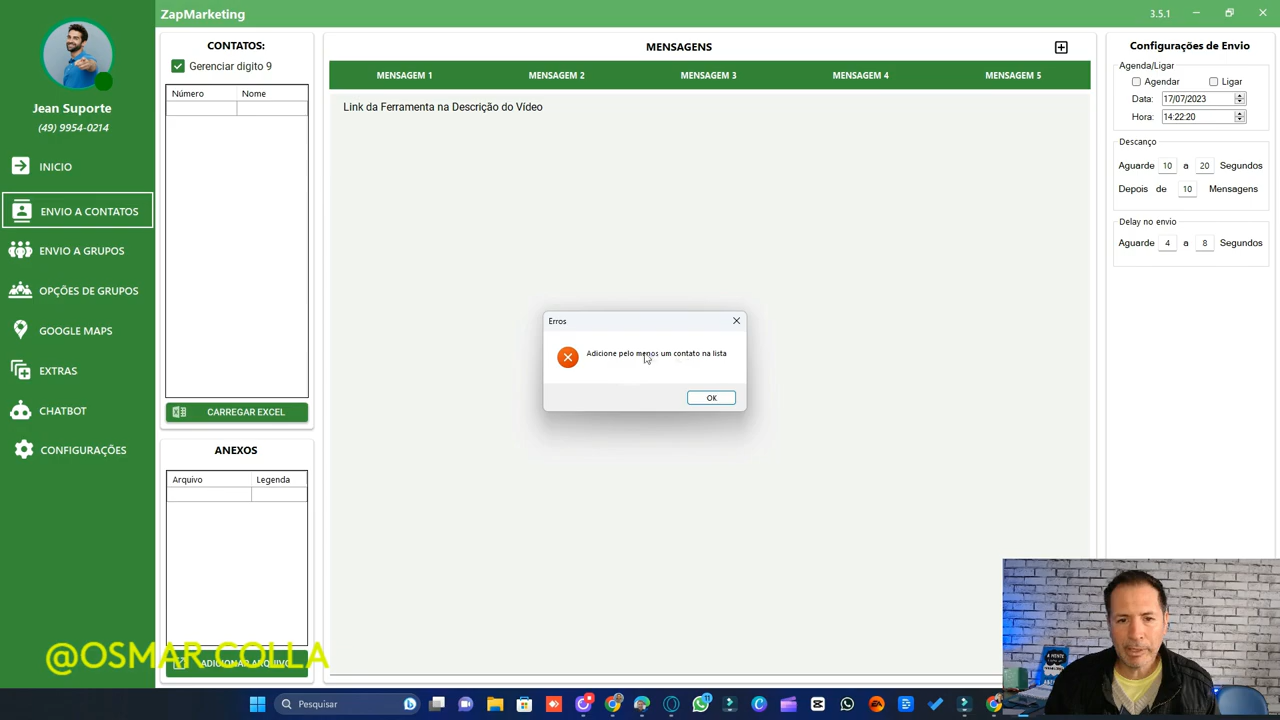 ZapMarketing
3.5.1
Jean Suporte
(49) 9954-0214
INICIO
ENVIO A CONTATOS
ENVIO A GRUPOS
OPÇÕES DE GRUPOS
GOOGLE MAPS
EXTRAS
CHATBOT
CONFIGURAÇÕES
CONTATOS:
Gerenciar digito 9
Número Nome
CARREGAR EXCEL
ANEXOS
Arquivo Legenda
ADICIONAR ARQUIVO
@OSMAR COLLA
MENSAGENS
MENSAGEM 1 MENSAGEM 2 MENSAGEM 3 MENSAGEM 4 MENSAGEM 5
Link da Ferramenta na Descrição do Vídeo
Erros
Adicione pelo menos um contato na lista
OK
Configurações de Envio
Agenda/Ligar
Agendar Ligar
Data: 17/07/2023
Hora: 14:22:20
Descanço
Aguarde 10 a 20 Segundos
Depois de 10 Mensagens
Delay no envio
Aguarde 4 a 8 Segundos
A MENTE
Pesquisar